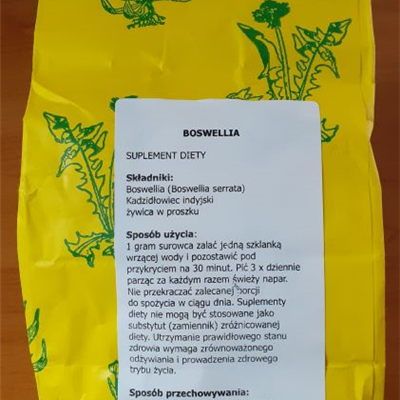 BOSWELLIA
SUPLEMENT DIETY
Składniki:
Boswellia (Boswellia serrata)
Kadzidłowiec indyjski
żywica w proszku
Sposób użycia:
1 gram surowca zalać jedną szklanką
wrzącej wody i pozostawić pod
przykryciem na 30 minut. Pić 3 x dziennie
parząc za każdym razem świeży napar.
Nie przekraczać zalecanej porcji
do spożycia w ciągu dnia. Suplementy
diety nie mogą być stosowane jako
substytut (zamiennik) zróżnicowanej
diety. Utrzymanie prawidłowego stanu
zdrowia wymaga zrównoważonego
odżywiania i prowadzenia zdrowego
trybu życia.
Sposób przechowywania: